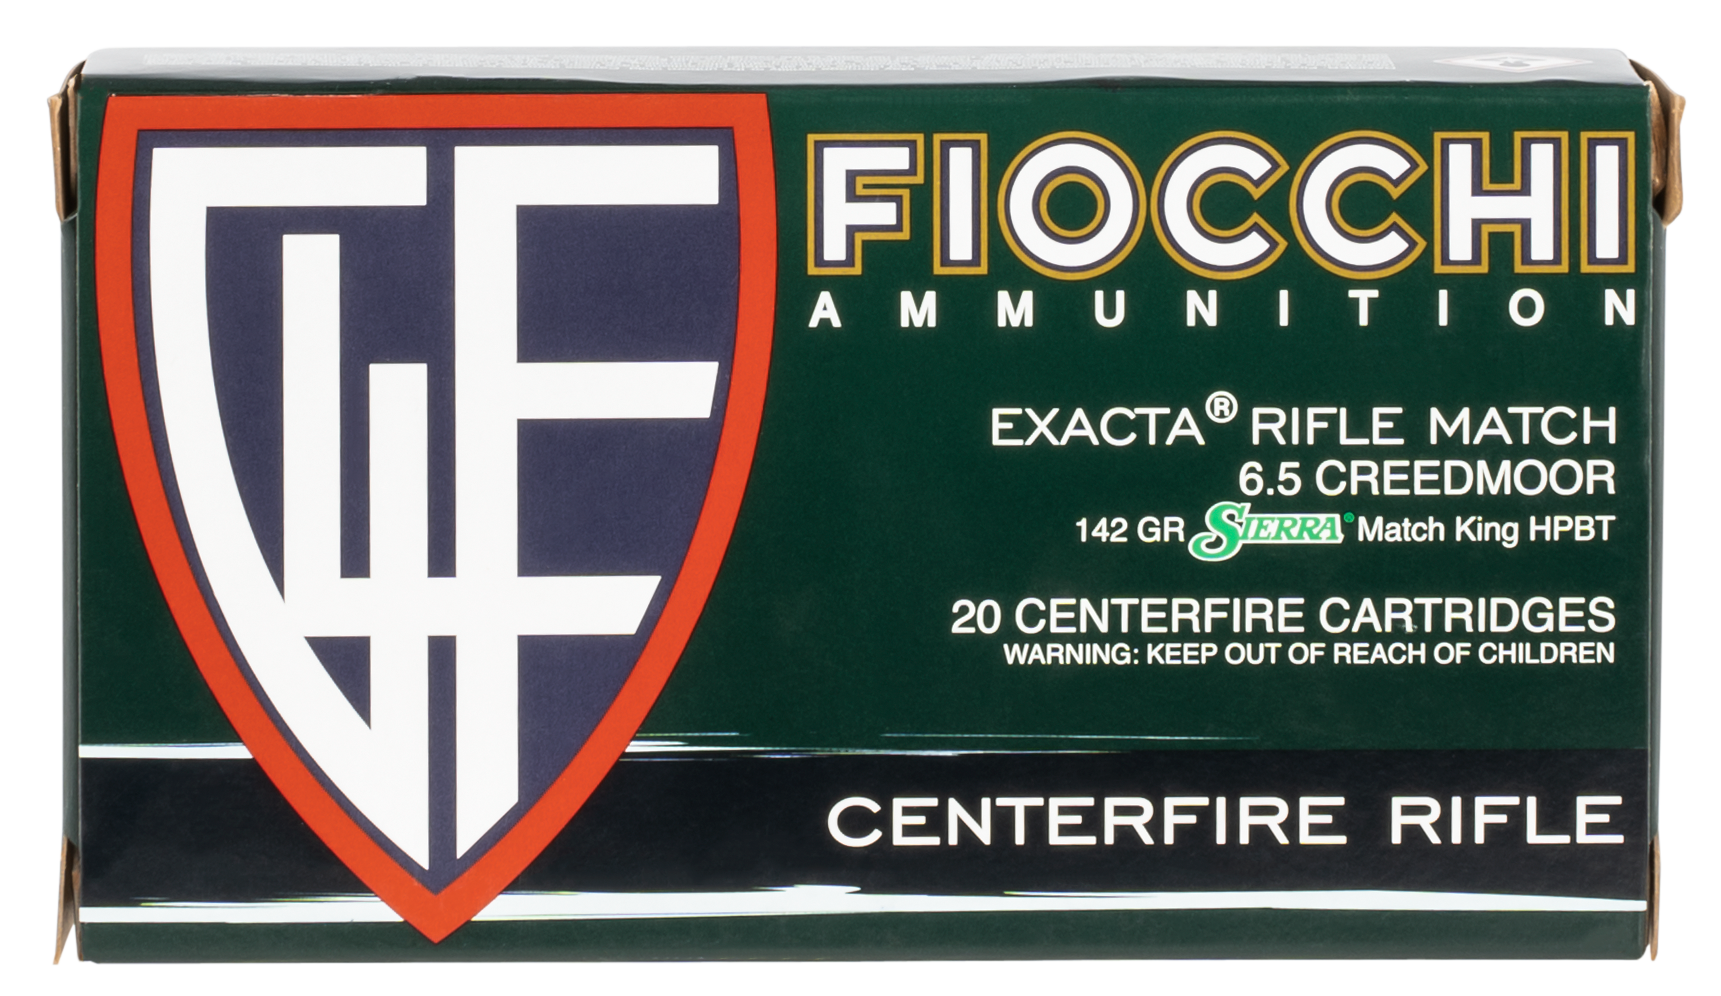 FIOCCHI
AMMUNITION
EXACTA® RIFLE MATCH
6.5 CREEDMOOR
142 GR SIERRA® Match King HPBT
20 CENTERFIRE CARTRIDGES
WARNING: KEEP OUT OF REACH OF CHILDREN
CENTERFIRE RIFLE